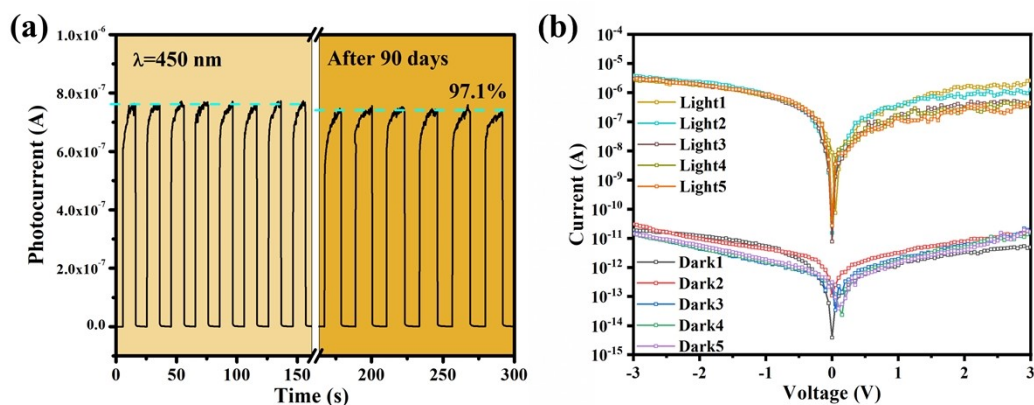 (a)
λ=450 nm
After 90 days
97.1%
Photocurrent (A)
1.0x10⁻⁶
8.0x10⁻⁷
6.0x10⁻⁷
4.0x10⁻⁷
2.0x10⁻⁷
0.0
0 50 100 150 200 250 300
Time (s)
(b)
Current (A)
10⁻⁴
10⁻⁵
10⁻⁶
10⁻⁷
10⁻⁸
10⁻⁹
10⁻¹⁰
10⁻¹¹
10⁻¹²
10⁻¹³
10⁻¹⁴
10⁻¹⁵
Light1
Light2
Light3
Light4
Light5
Dark1
Dark2
Dark3
Dark4
Dark5
-3 -2 -1 0 1 2 3
Voltage (V)